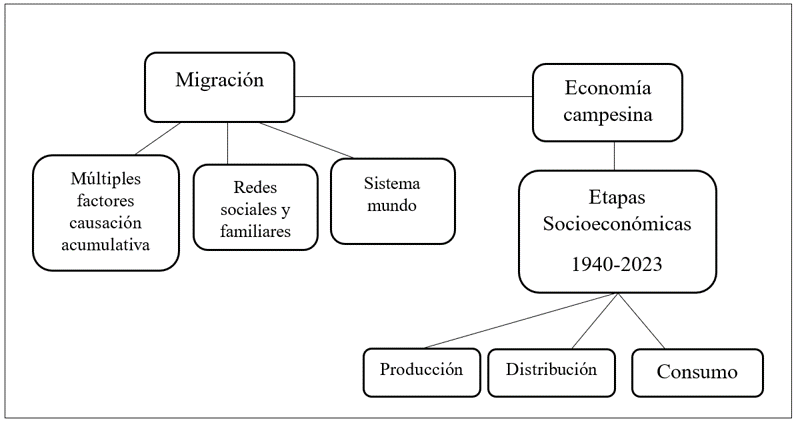 Migración
Economía
campesina
Múltiples
factores
causación
acumulativa
Redes
sociales y
familiares
Sistema
mundo
Etapas
Socioeconómicas
1940-2023
Producción
Distribución
Consumo